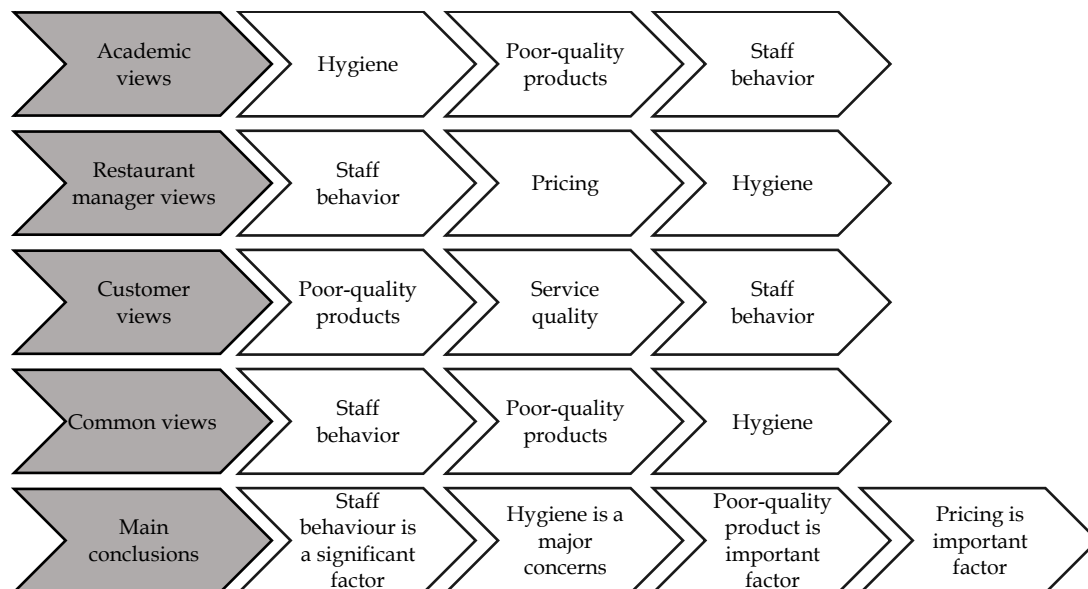 Academic
views
Hygiene
Poor-quality
products
Staff
behavior
Restaurant
manager views
Staff
behavior
Pricing
Hygiene
Customer
views
Poor-quality
products
Service
quality
Staff
behavior
Common views
Staff
behavior
Poor-quality
products
Hygiene
Main
conclusions
Staff
behaviour is
a significant
factor
Hygiene is a
major
concerns
Poor-quality
product is
important
factor
Pricing is
important
factor